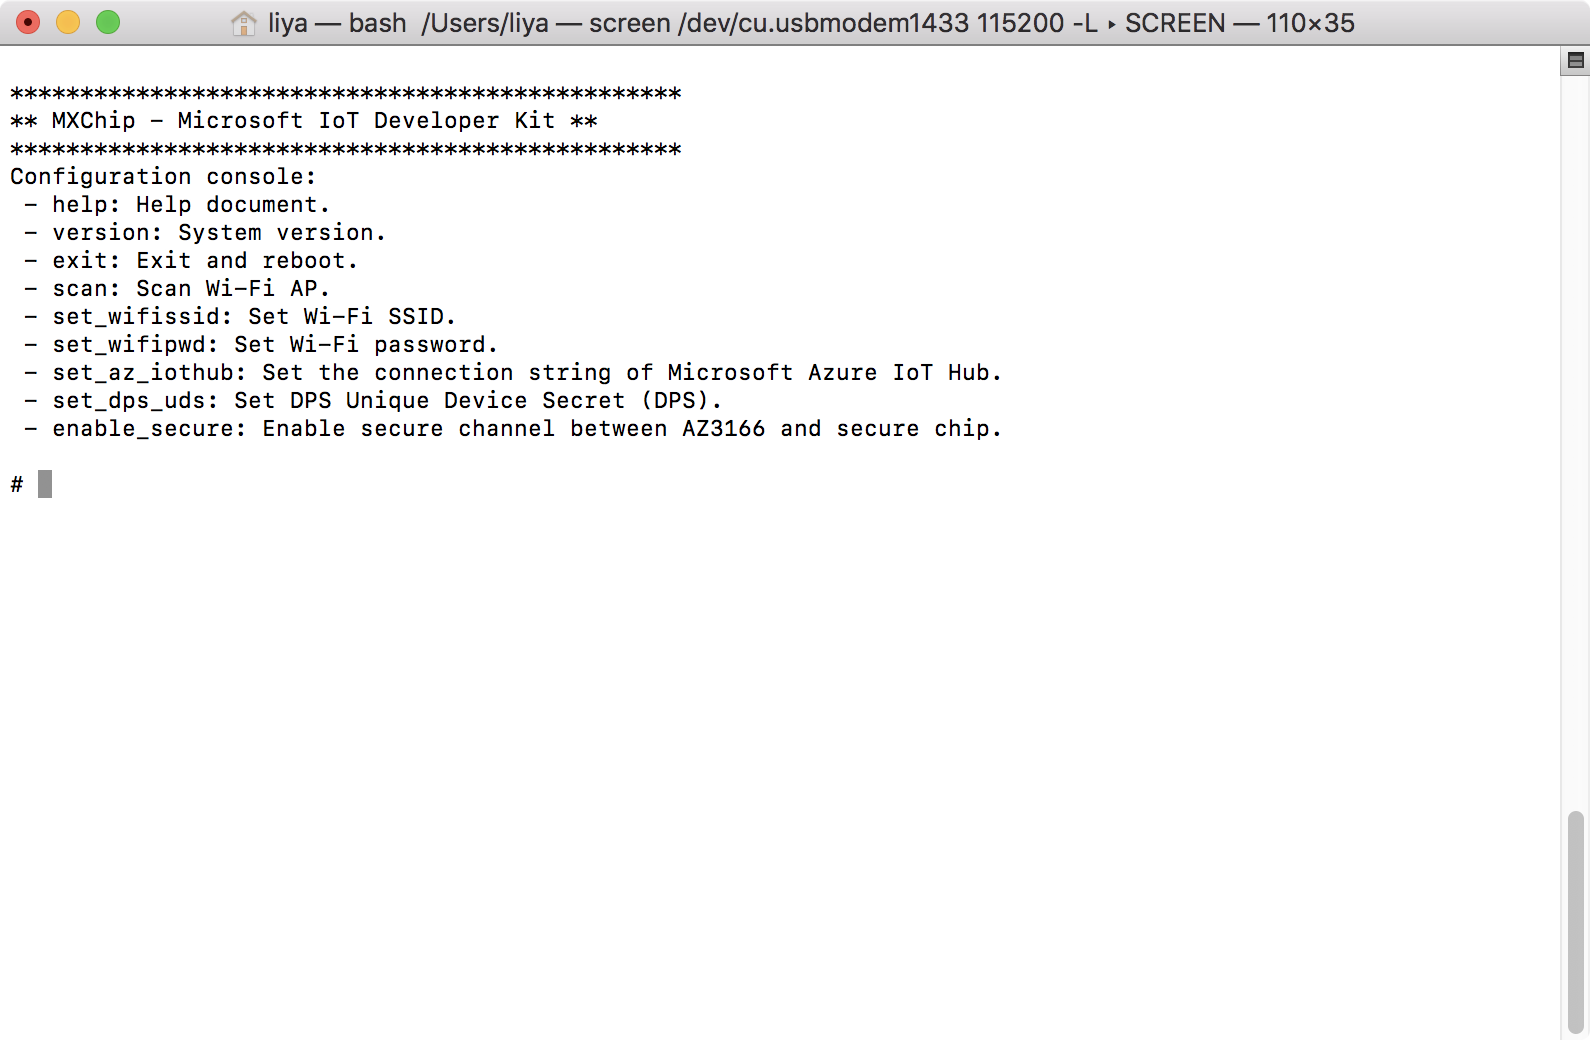 liya — bash  /Users/liya — screen /dev/cu.usbmodem1433 115200 -L ▸ SCREEN — 110×35
************************************************
** MXChip - Microsoft IoT Developer Kit **
************************************************
Configuration console:
 - help: Help document.
 - version: System version.
 - exit: Exit and reboot.
 - scan: Scan Wi-Fi AP.
 - set_wifissid: Set Wi-Fi SSID.
 - set_wifipwd: Set Wi-Fi password.
 - set_az_iothub: Set the connection string of Microsoft Azure IoT Hub.
 - set_dps_uds: Set DPS Unique Device Secret (DPS).
 - enable_secure: Enable secure channel between AZ3166 and secure chip.
#